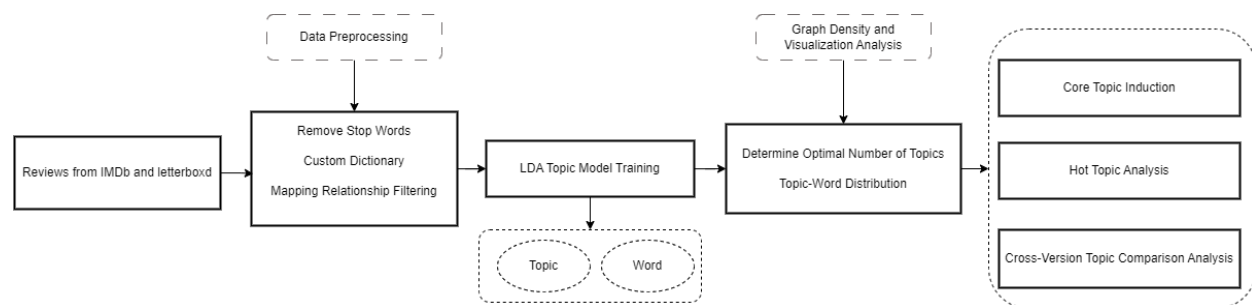 Data Preprocessing
Graph Density and
Visualization Analysis
Reviews from IMDb and letterboxd
Remove Stop Words
Custom Dictionary
Mapping Relationship Filtering
LDA Topic Model Training
Topic
Word
Determine Optimal Number of Topics
Topic-Word Distribution
Core Topic Induction
Hot Topic Analysis
Cross-Version Topic Comparison Analysis